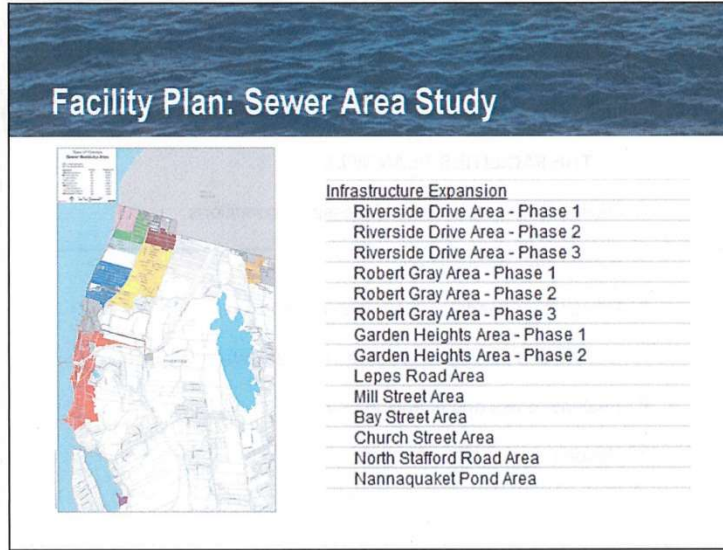 Facility Plan: Sewer Area Study
Infrastructure Expansion
Riverside Drive Area - Phase 1
Riverside Drive Area - Phase 2
Riverside Drive Area - Phase 3
Robert Gray Area - Phase 1
Robert Gray Area - Phase 2
Robert Gray Area - Phase 3
Garden Heights Area - Phase 1
Garden Heights Area - Phase 2
Lepes Road Area
Mill Street Area
Bay Street Area
Church Street Area
North Stafford Road Area
Nannaquaket Pond Area